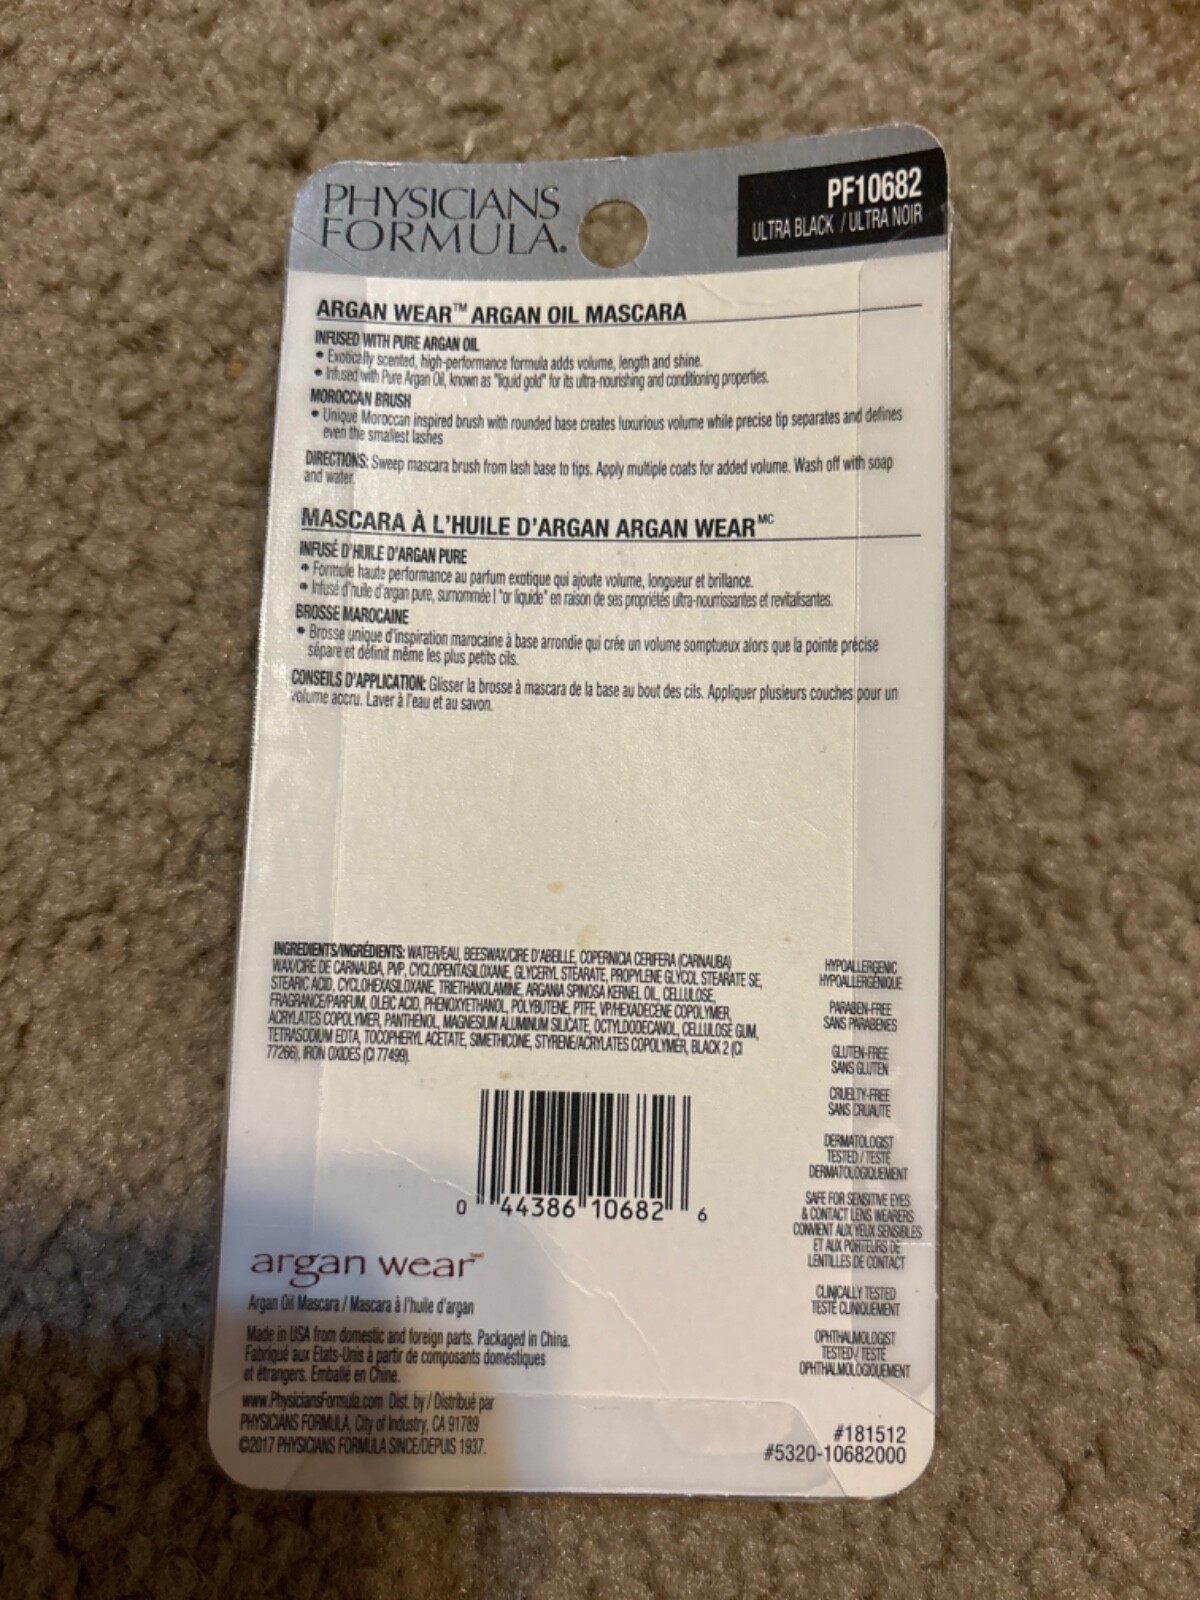 PHYSICIANS
FORMULA®
PF10682
ULTRA BLACK / ULTRA NOIR
ARGAN WEAR™ ARGAN OIL MASCARA
INFUSED WITH PURE ARGAN OIL
• Exotically scented, high-performance formula adds volume, length and shine.
• Infused with Pure Argan Oil, known as "liquid gold" for its ultra-nourishing and conditioning properties.
MOROCCAN BRUSH
• Unique Moroccan inspired brush with rounded base creates luxurious volume while precise tip separates and defines
even the smallest lashes
DIRECTIONS: Sweep mascara brush from lash base to tips. Apply multiple coats for added volume. Wash off with soap
and water.
MASCARA À L'HUILE D'ARGAN ARGAN WEAR MC
INFUSÉ D'HUILE D'ARGAN PURE
• Formule haute performance au parfum exotique qui ajoute volume, longueur et brillance.
• Infusé d'huile d'argan pure, surnommée l "or liquide" en raison de ses propriétés ultra-nourrissantes et revitalisantes.
BROSSE MAROCAINE
• Brosse unique d'inspiration marocaine à base arrondie qui crée un volume somptueux alors que la pointe précise
sépare et définit même les plus petits cils.
CONSEILS D'APPLICATION: Glisser la brosse à mascara de la base au bout des cils. Appliquer plusieurs couches pour un
volume accru. Laver à l'eau et au savon.
INGREDIENTS/INGRÉDIENTS: WATER/EAU, BEESWAX/CIRE D'ABEILLE, COPERNICIA CERIFERA (CARNAUBA)
WAX/CIRE DE CARNAUBA, PVP, CYCLOPENTASILOXANE, GLYCERYL STEARATE, PROPYLENE GLYCOL STEARATE SE,
STEARIC ACID, CYCLOHEXASILOXANE, TRIETHANOLAMINE, ARGANIA SPINOSA KERNEL OIL, CELLULOSE,
FRAGRANCE/PARFUM, OLEIC ACID, PHENOXYETHANOL, POLYBUTENE, PTFE, VP/HEXADECENE COPOLYMER,
ACRYLATES COPOLYMER, PANTHENOL, MAGNESIUM ALUMINUM SILICATE, OCTYLDODECANOL, CELLULOSE GUM,
TETRASODIUM EDTA, TOCOPHERYL ACETATE, SIMETHICONE, STYRENE/ACRYLATES COPOLYMER, BLACK 2 (CI
77266), IRON OXIDES (CI 77499).
HYPOALLERGENIC
HYPOALLERGÉNIQUE
PARABEN-FREE
SANS PARABENES
GLUTEN-FREE
SANS GLUTEN
CRUELTY-FREE
SANS CRUAUTE
DERMATOLOGIST
TESTED / TESTÉ
DERMATOLOGIQUEMENT
SAFE FOR SENSITIVE EYES
& CONTACT LENS WEARERS
CONVIENT AUX YEUX SENSIBLES
ET AUX PORTEURS DE
LENTILLES DE CONTACT
CLINICALLY TESTED
TESTÉ CLINIQUEMENT
OPHTHALMOLOGIST
TESTED / TESTÉ
OPHTHALMOLOGIQUEMENT
0 44386 10682 6
argan wear™
Argan Oil Mascara / Mascara à l'huile d'argan
Made in USA from domestic and foreign parts. Packaged in China.
Fabriqué aux Etats-Unis à partir de composants domestiques
et étrangers. Emballé en Chine.
www.PhysiciansFormula.com Dist. by / Distribué par
PHYSICIANS FORMULA, City of Industry, CA 91789
©2017 PHYSICIANS FORMULA SINCE/DEPUIS 1937.
#181512
#5320-10682000